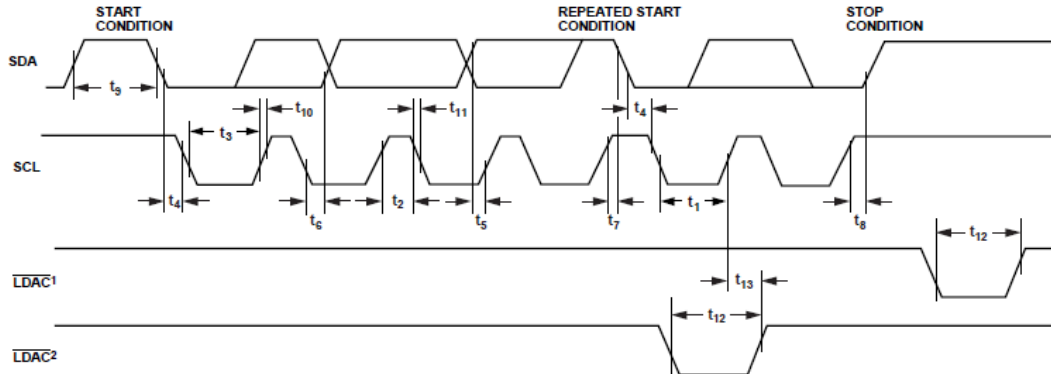 START
CONDITION
REPEATED START
CONDITION
STOP
CONDITION
SDA
t9
t10
t11
t4
t3
SCL
t4
t6
t2
t5
t7
t1
t8
t12
LDAC1
t13
t12
LDAC2